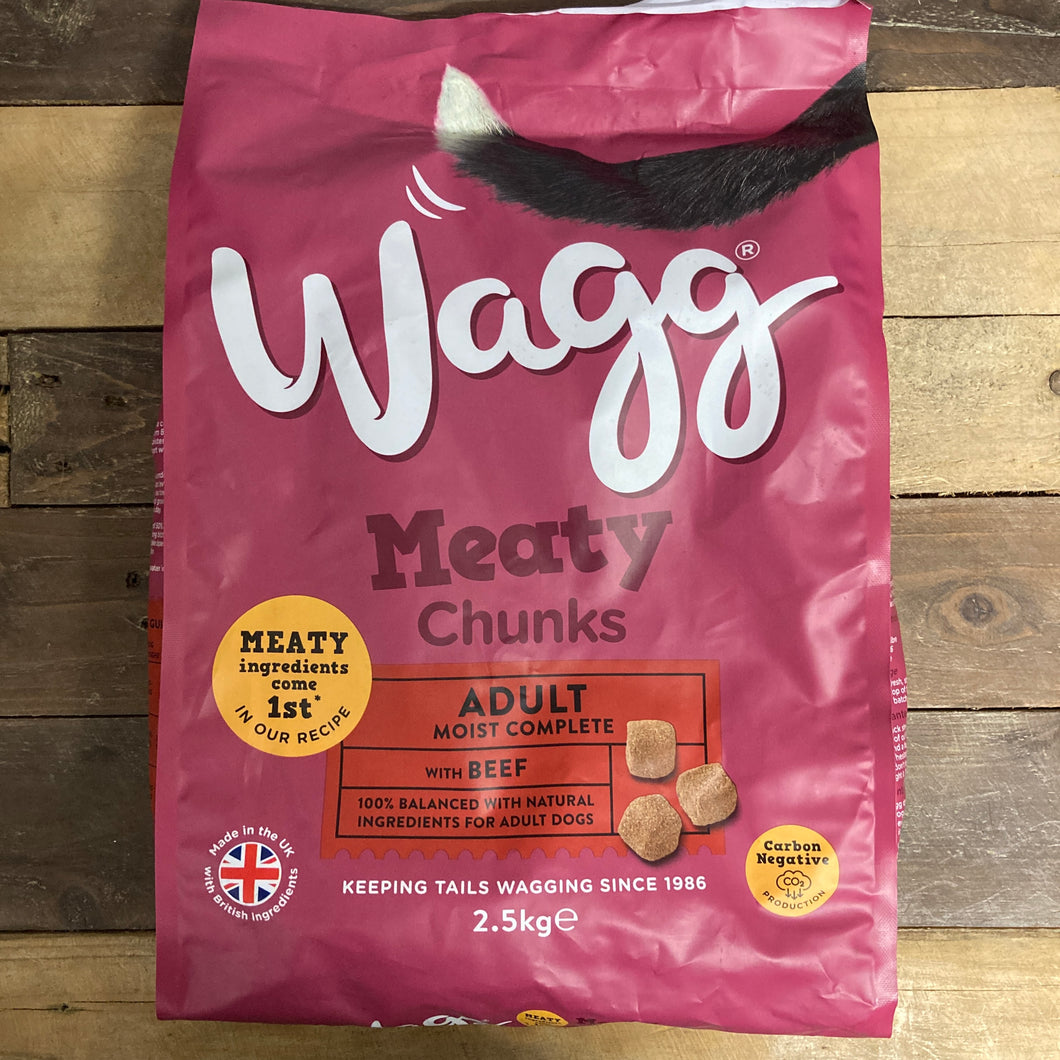 Wagg®
Meaty
Chunks
MEATY
ingredients
come
1st*
IN OUR RECIPE
ADULT
MOIST COMPLETE
WITH BEEF
100% BALANCED WITH NATURAL
INGREDIENTS FOR ADULT DOGS
Made in the UK
with British Ingredients
Carbon
Negative
CO₂
PRODUCTION
KEEPING TAILS WAGGING SINCE 1986
2.5kg℮
MEATY